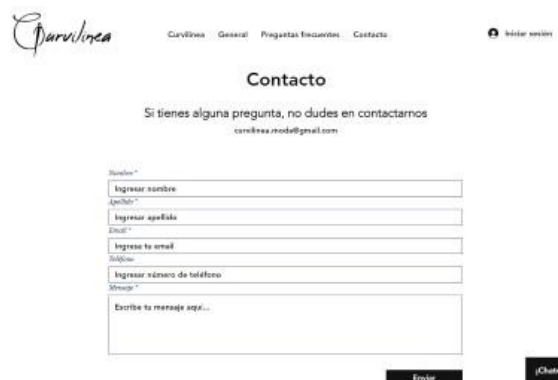 Curvilinea
Curvilinea General Preguntas frecuentes Contacto
Iniciar sesión
Contacto
Si tienes alguna pregunta, no dudes en contactarnos
curvilinea.moda@gmail.com
Nombre *
Ingresar nombre
Apellido *
Ingresar apellido
Email *
Ingresa tu email
Teléfono
Ingresar número de teléfono
Mensaje *
Escribe tu mensaje aquí...
Enviar